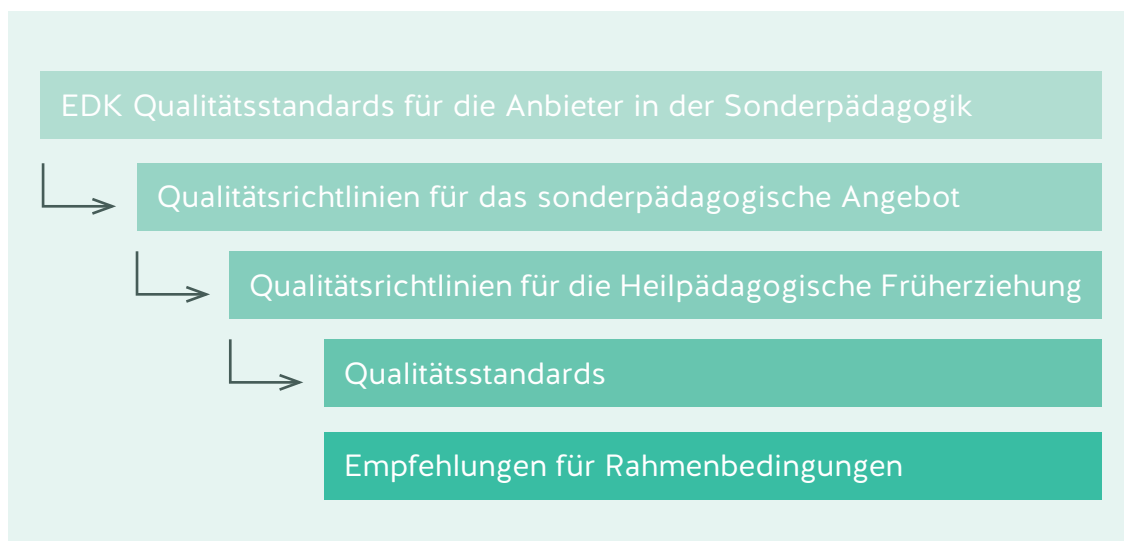 EDK Qualitätsstandards für die Anbieter in der Sonderpädagogik
Qualitätsrichtlinien für das sonderpädagogische Angebot
Qualitätsrichtlinien für die Heilpädagogische Früherziehung
Qualitätsstandards
Empfehlungen für Rahmenbedingungen